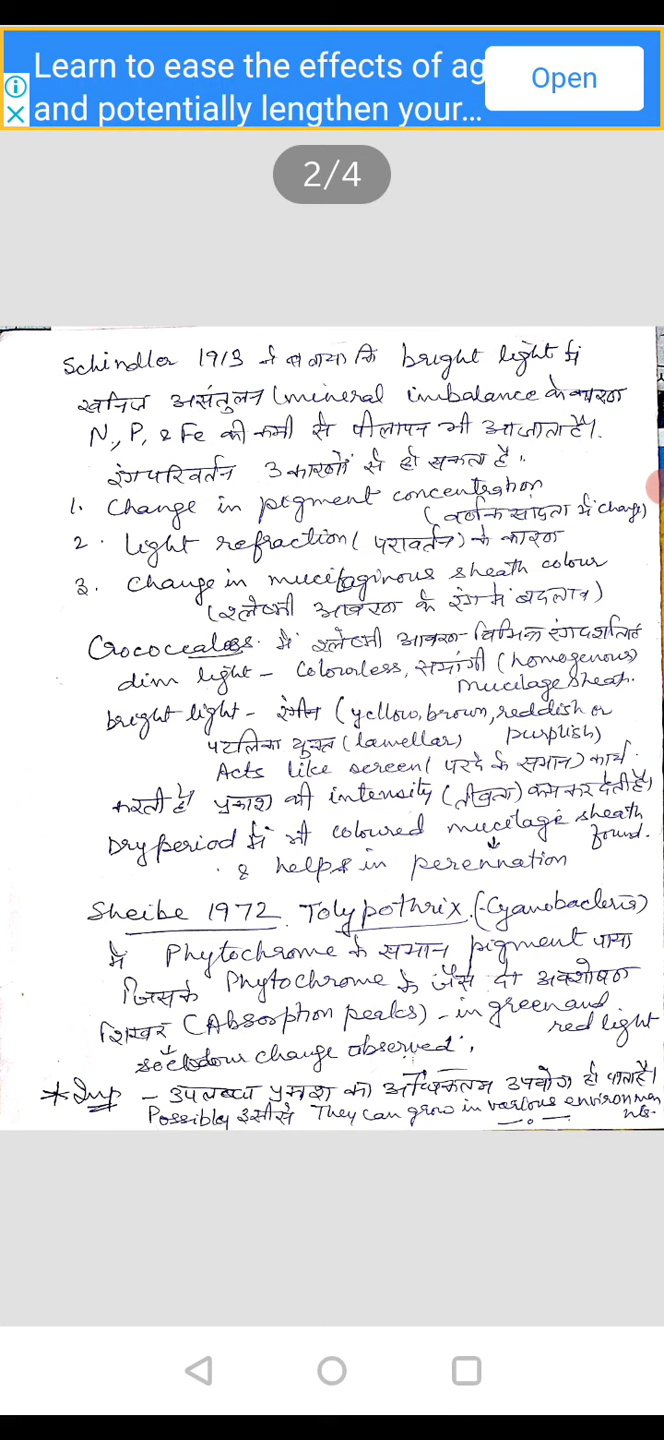 Learn to ease the effects of ag
and potentially lengthen your...
Open
2/4
Schindler 1913 ने बताया कि bright light में
खनिज असंतुलन (mineral imbalance के कारण
N, P, & Fe की कमी से पीलापन भी आ जाता है।
रंग परिवर्तन 3 कारणों से हो सकता है.
1. Change in pigment concentration
(वर्णक सांद्रता में change)
2. light refraction (परावर्तन) के कारण
3. change in mucilaginous sheath colour
(श्लेष्मी आवरण के रंग में बदलाव)
Crococcales में श्लेष्मी आवरण
dim light - Colourless, समांगी (homogenous)
mucilage sheath.
bright light - रंगीन (yellow, brown, reddish or
purplish)
पटलिका युक्त (lamellar)
Acts like screen (परदे के समान) कार्य
करती है। प्रकाश की intensity (तीव्रता) कम कर देती है।
Dry period में भी coloured mucilage sheath
found.
& helps in perennation
Sheibe 1972. Tolypothrix (-Cyanobacteria)
में Phytochrome के समान pigment पाया
जिसके Phytochrome के जैसे दो अवशोषण
शिखर (Absorption peaks) - in green and
red light
so colour change observed.
*Imp - उपलब्ध प्रकाश का अधिकतम उपयोग हो पाता है।
Possibly इसीसे They can grow in various environmen
nts.